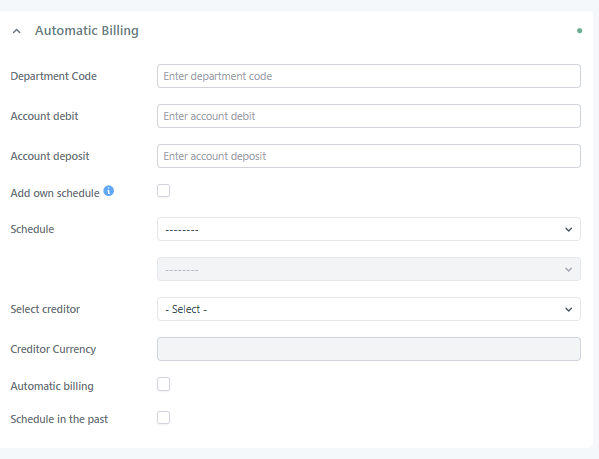 Automatic Billing
Department Code Enter department code
Account debit Enter account debit
Account deposit Enter account deposit
Add own schedule i
Schedule --------
--------
Select creditor - Select -
Creditor Currency
Automatic billing
Schedule in the past